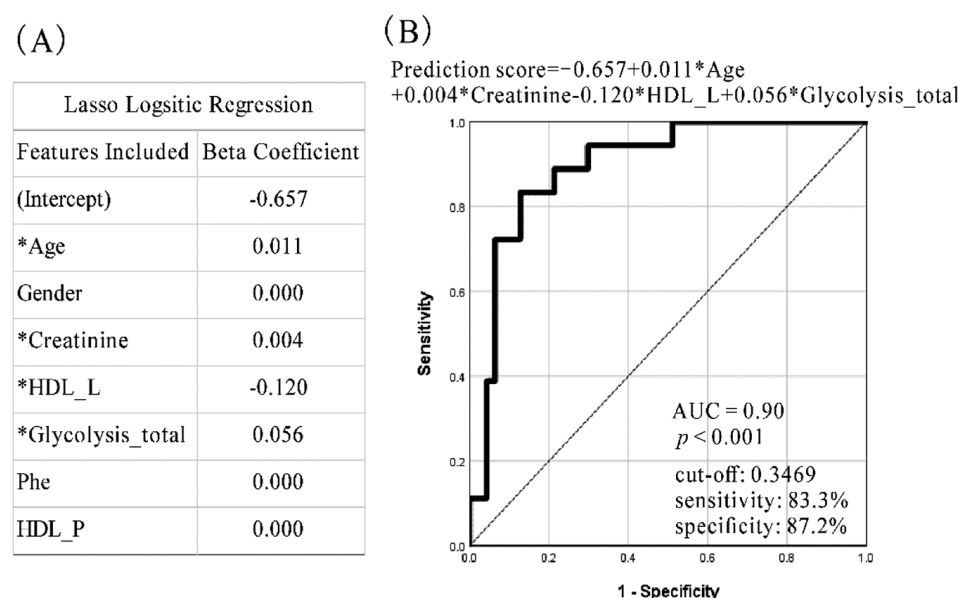 (A)
Lasso Logsitic Regression
Features Included Beta Coefficient
(Intercept) -0.657
*Age 0.011
Gender 0.000
*Creatinine 0.004
*HDL_L -0.120
*Glycolysis_total 0.056
Phe 0.000
HDL_P 0.000
(B)
Prediction score=-0.657+0.011*Age
+0.004*Creatinine-0.120*HDL_L+0.056*Glycolysis_total
1.0
0.8
0.6
0.4
0.2
0.0
Sensitivity
AUC = 0.90
p < 0.001
cut-off: 0.3469
sensitivity: 83.3%
specificity: 87.2%
0.0 0.2 0.4 0.6 0.8 1.0
1 - Specificity